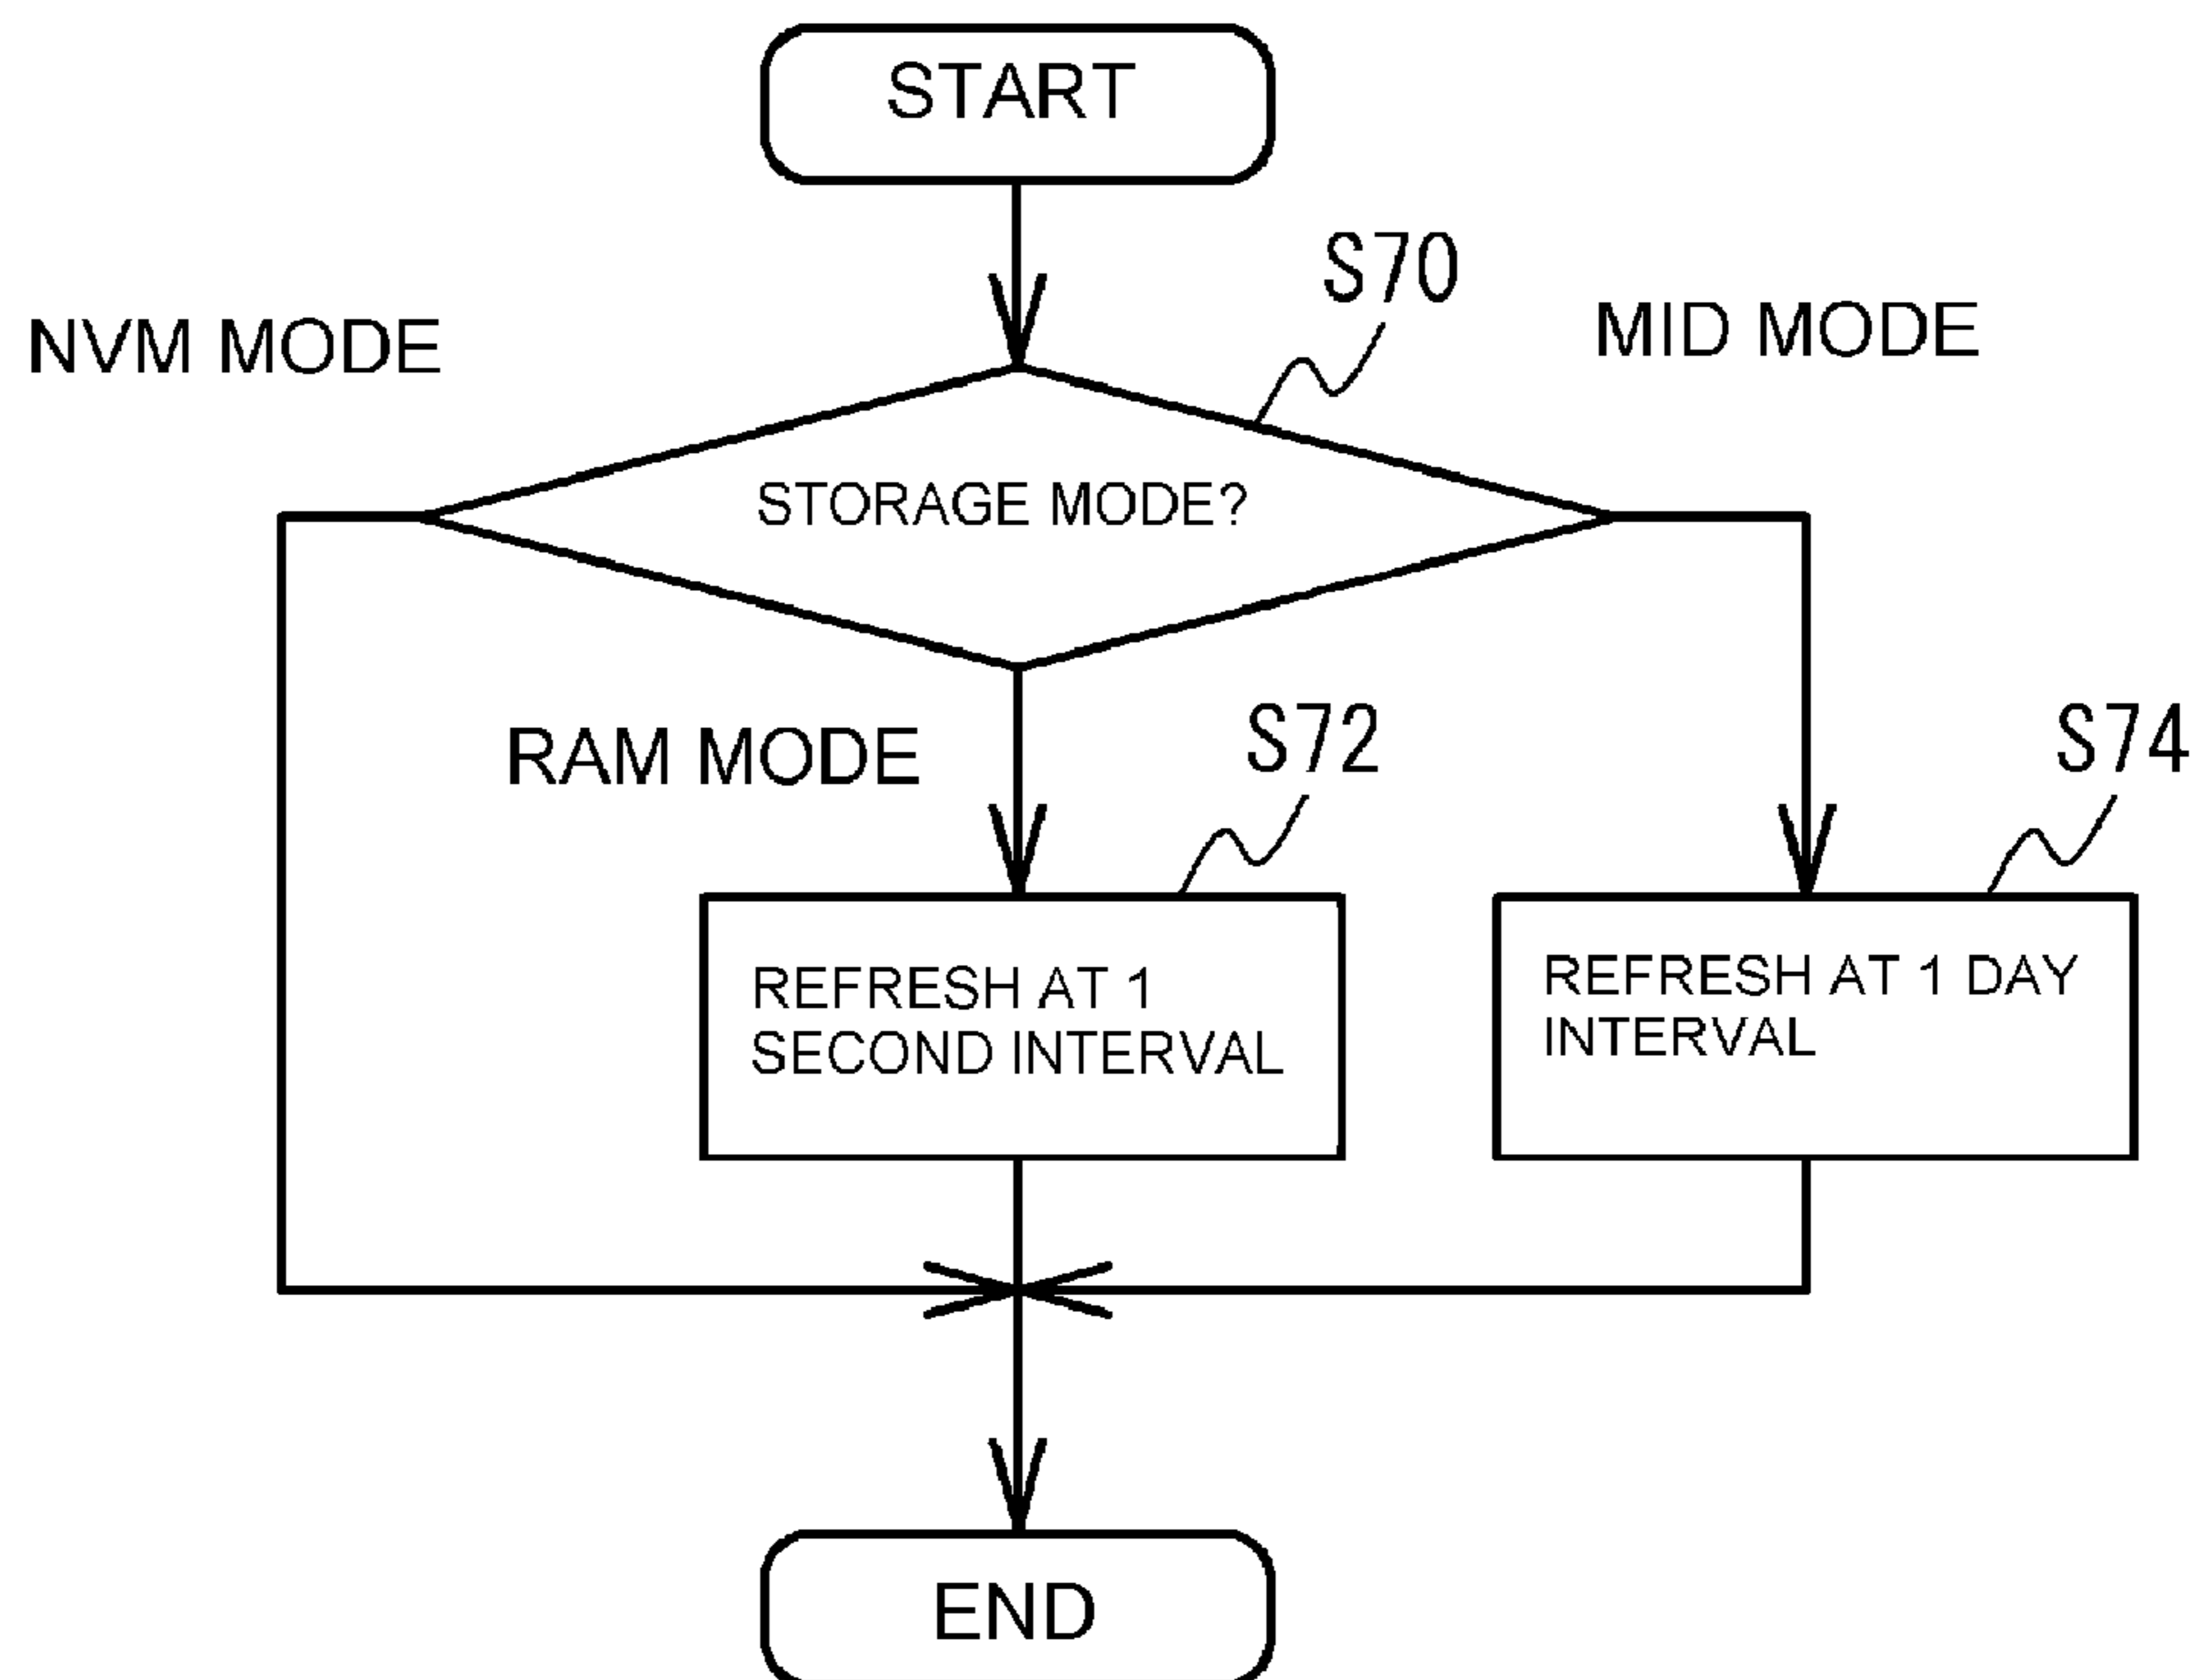 START
S70
NVM MODE
MID MODE
STORAGE MODE?
RAM MODE
S72
S74
REFRESH AT 1
SECOND INTERVAL
REFRESH AT 1 DAY
INTERVAL
END